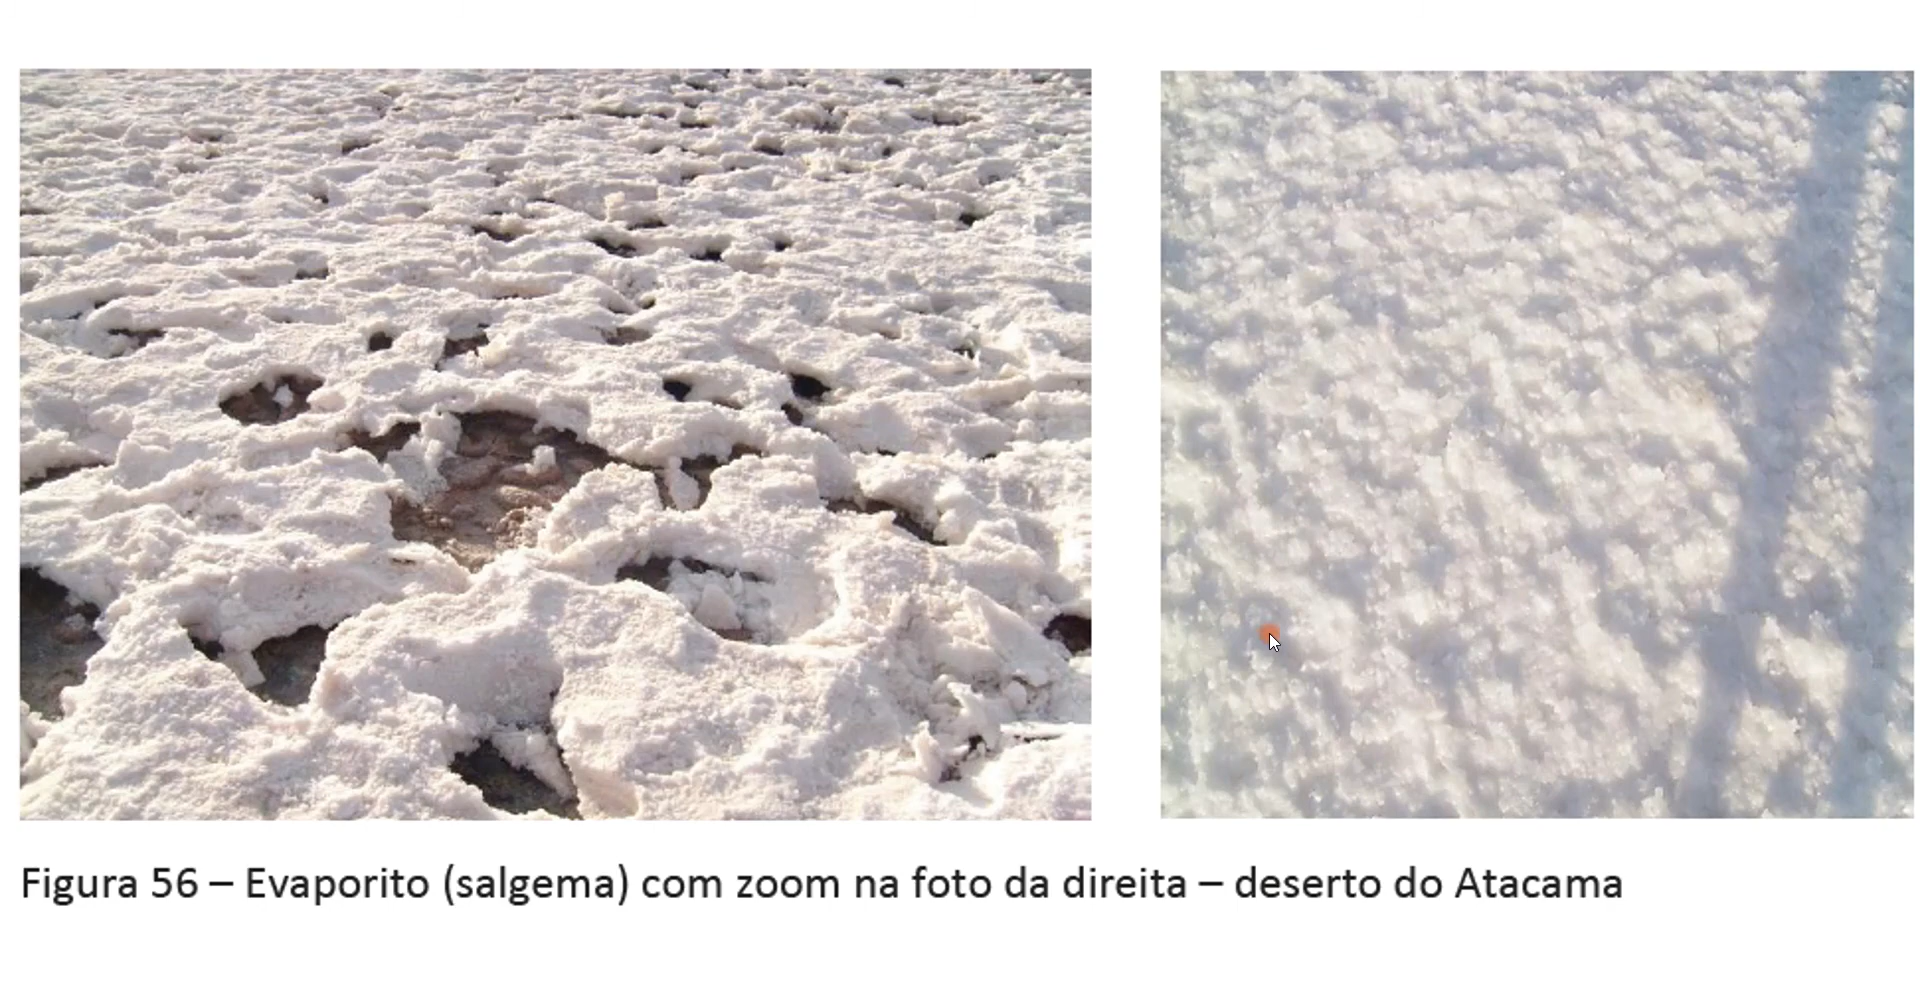 Figura 56 – Evaporito (salgema) com zoom na foto da direita – deserto do Atacama